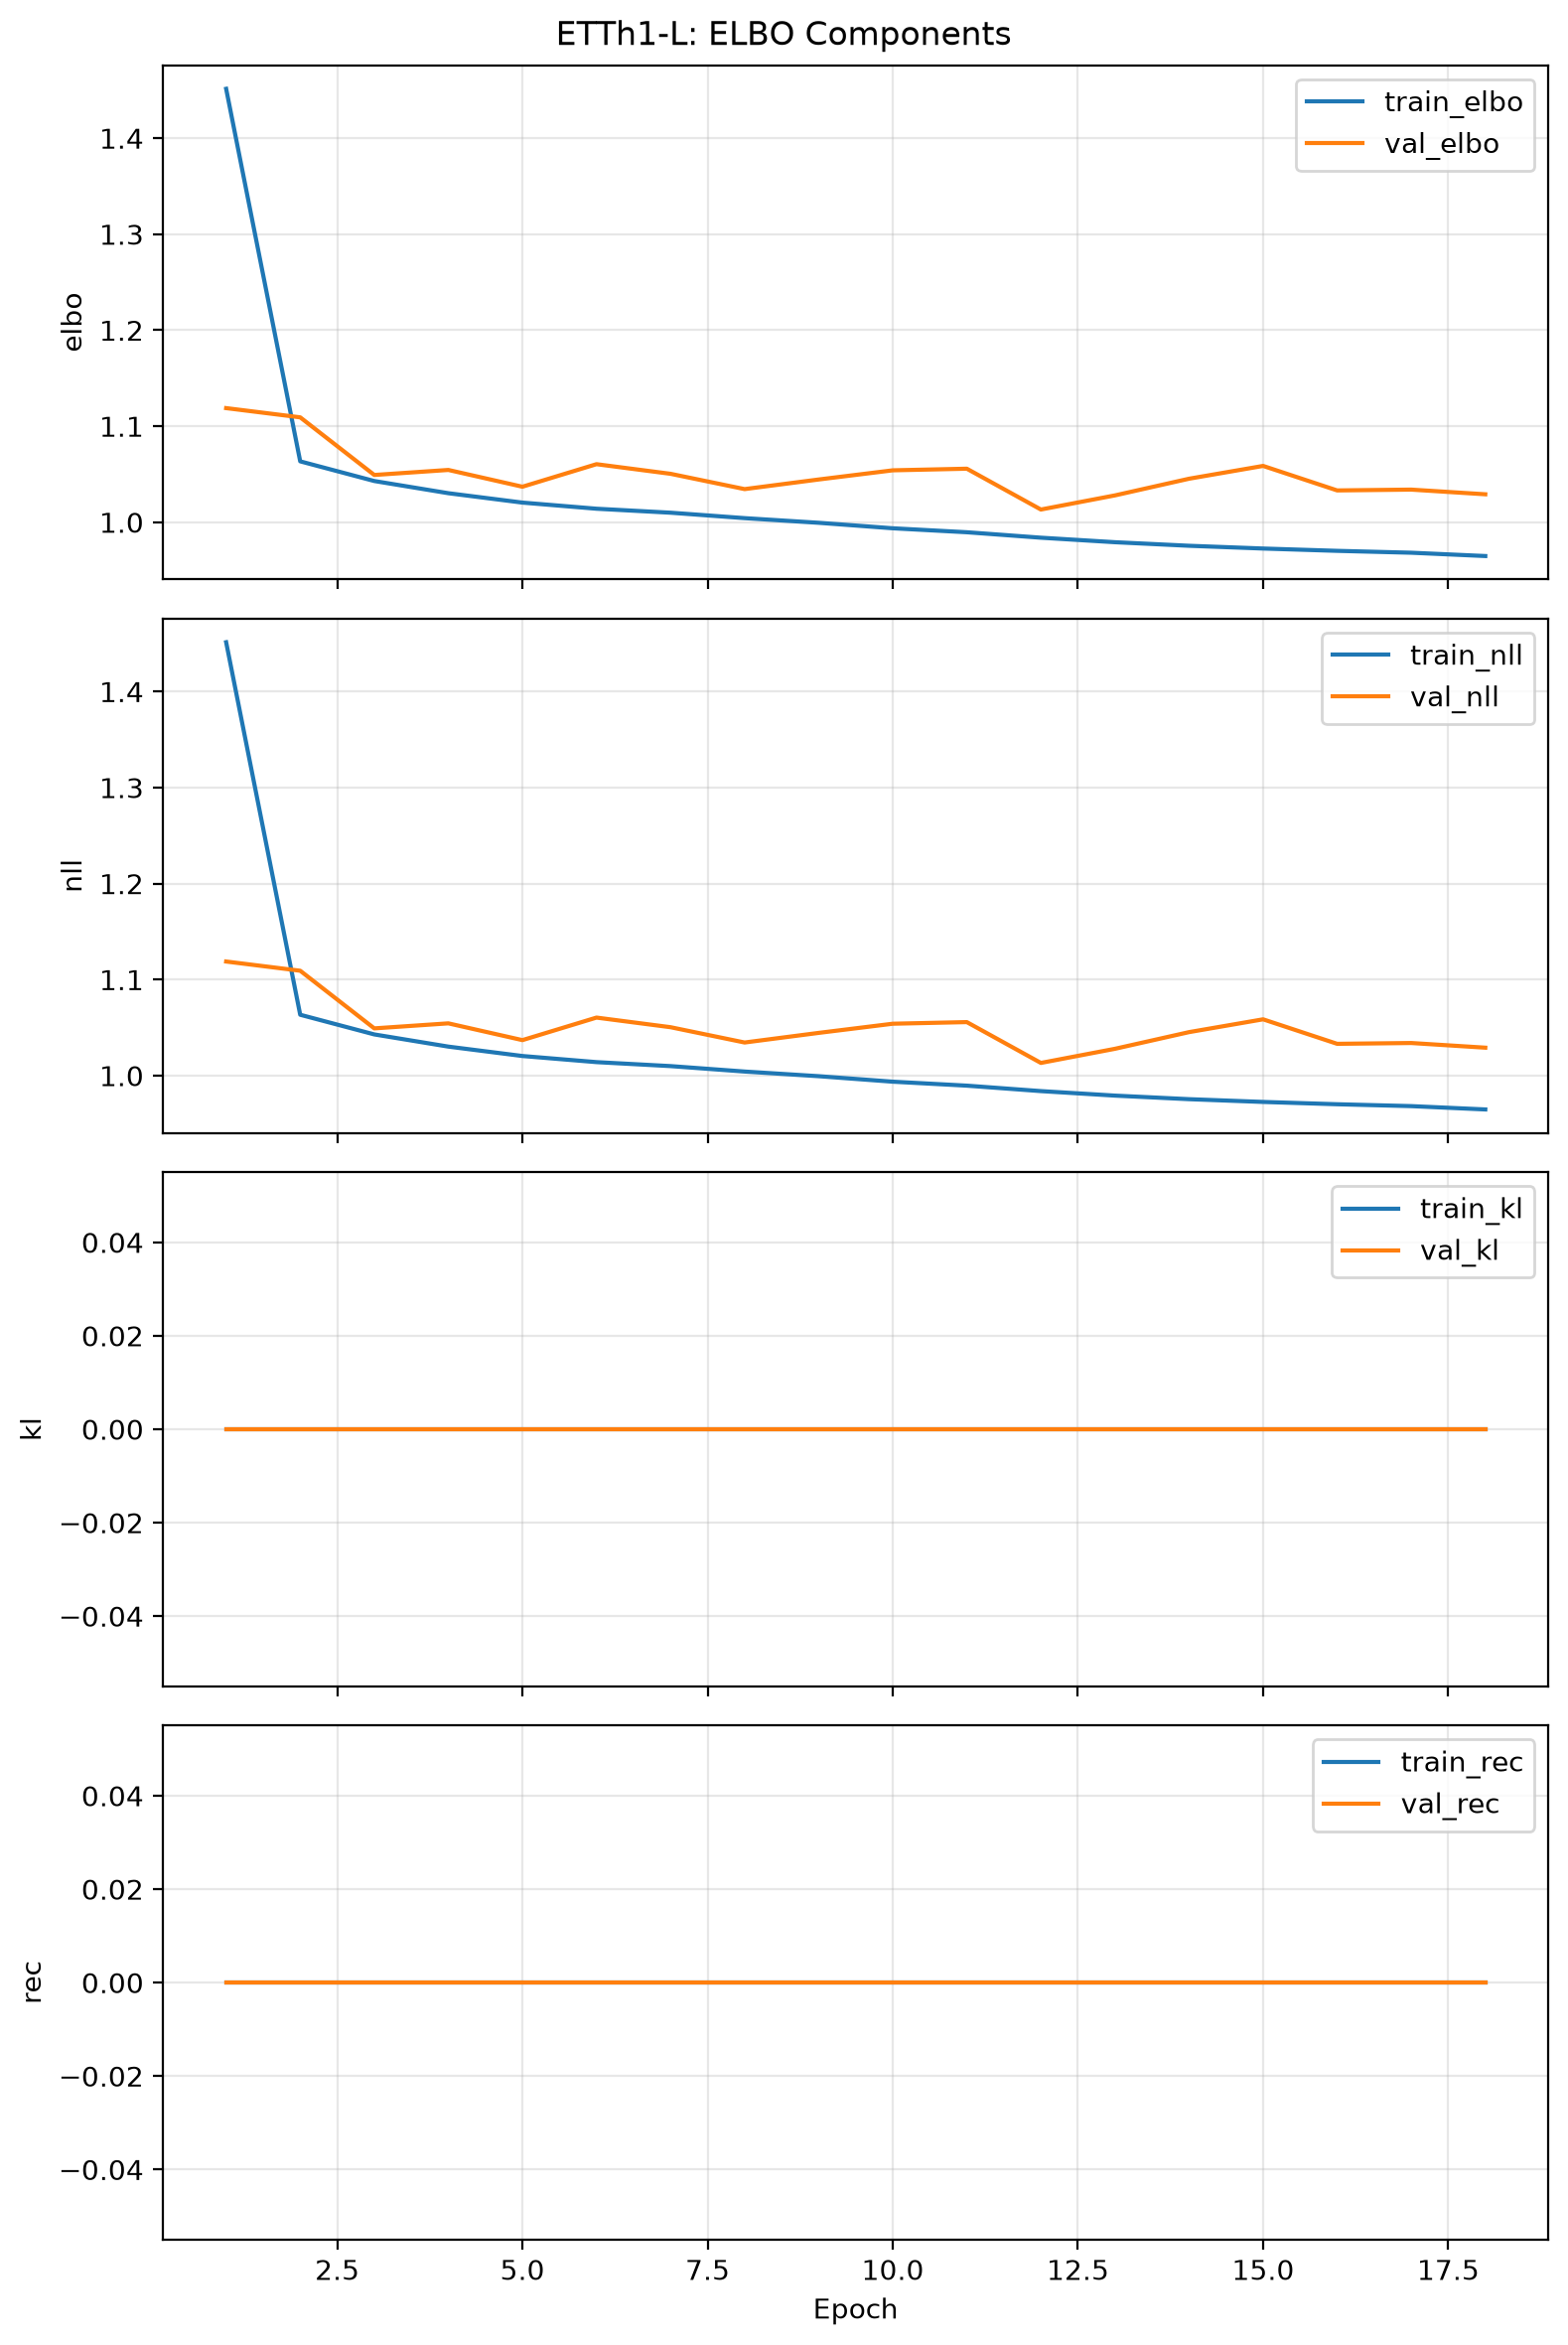 ETTh1-L: ELBO Components
train_elbo
val_elbo
1.4
1.3
1.2
1.1
1.0
elbo
train_nll
val_nll
1.4
1.3
1.2
1.1
1.0
nll
train_kl
val_kl
0.04
0.02
0.00
−0.02
−0.04
kl
train_rec
val_rec
0.04
0.02
0.00
−0.02
−0.04
rec
2.5 5.0 7.5 10.0 12.5 15.0 17.5
Epoch